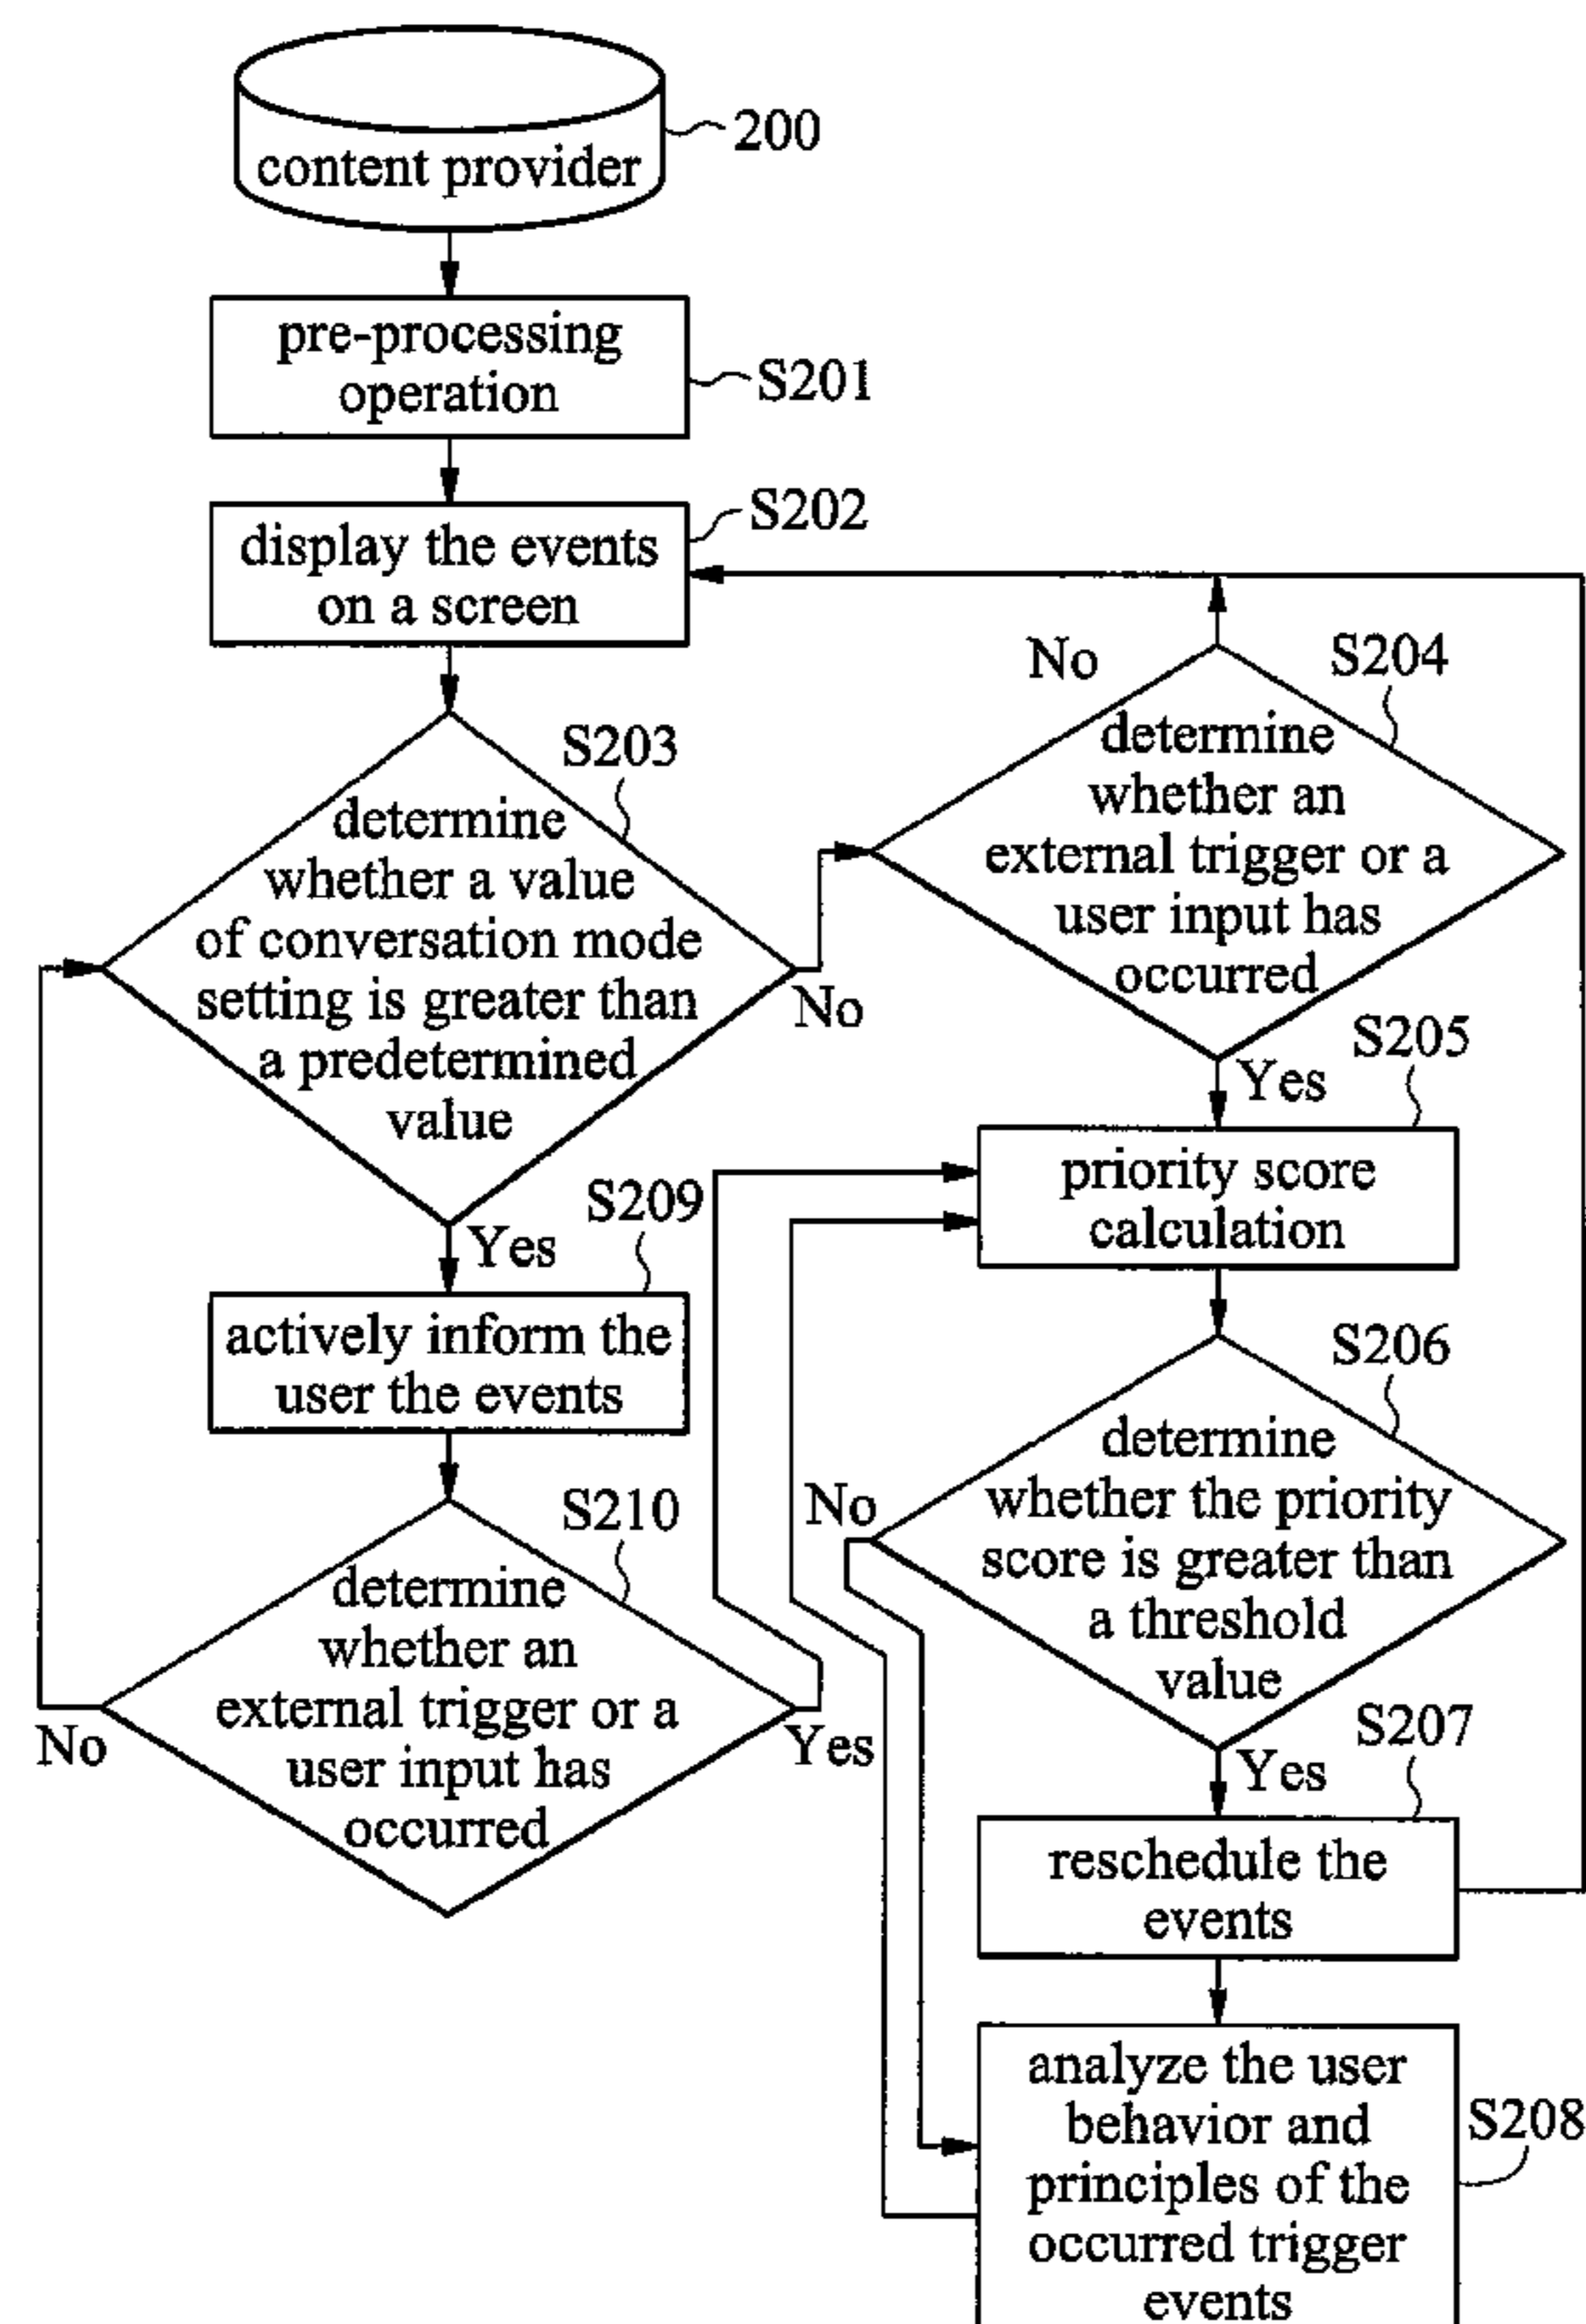 200
content provider
pre-processing
operation
S201
S202
display the events
on a screen
S203
determine
whether a value
of conversation mode
setting is greater than
a predetermined
value
No
Yes
No
S204
determine
whether an
external trigger or a
user input has
occurred
Yes
S205
priority score
calculation
S209
actively inform the
user the events
S210
determine
whether an
external trigger or a
user input has
occurred
No
Yes
S206
determine
whether the priority
score is greater than
a threshold
value
No
Yes
S207
reschedule the
events
S208
analyze the user
behavior and
principles of the
occurred trigger
events